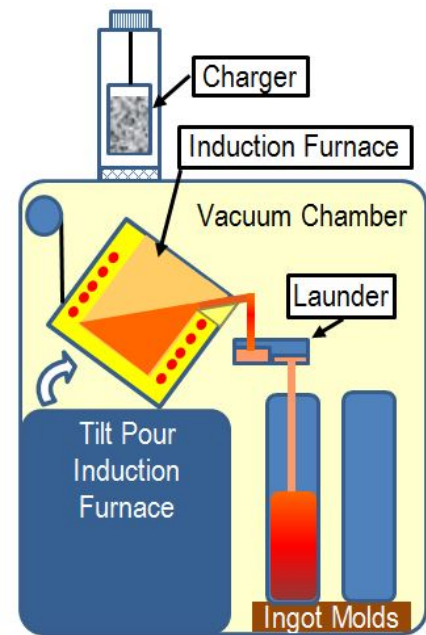 Charger
Induction Furnace
Vacuum Chamber
Launder
Tilt Pour
Induction
Furnace
Ingot Molds